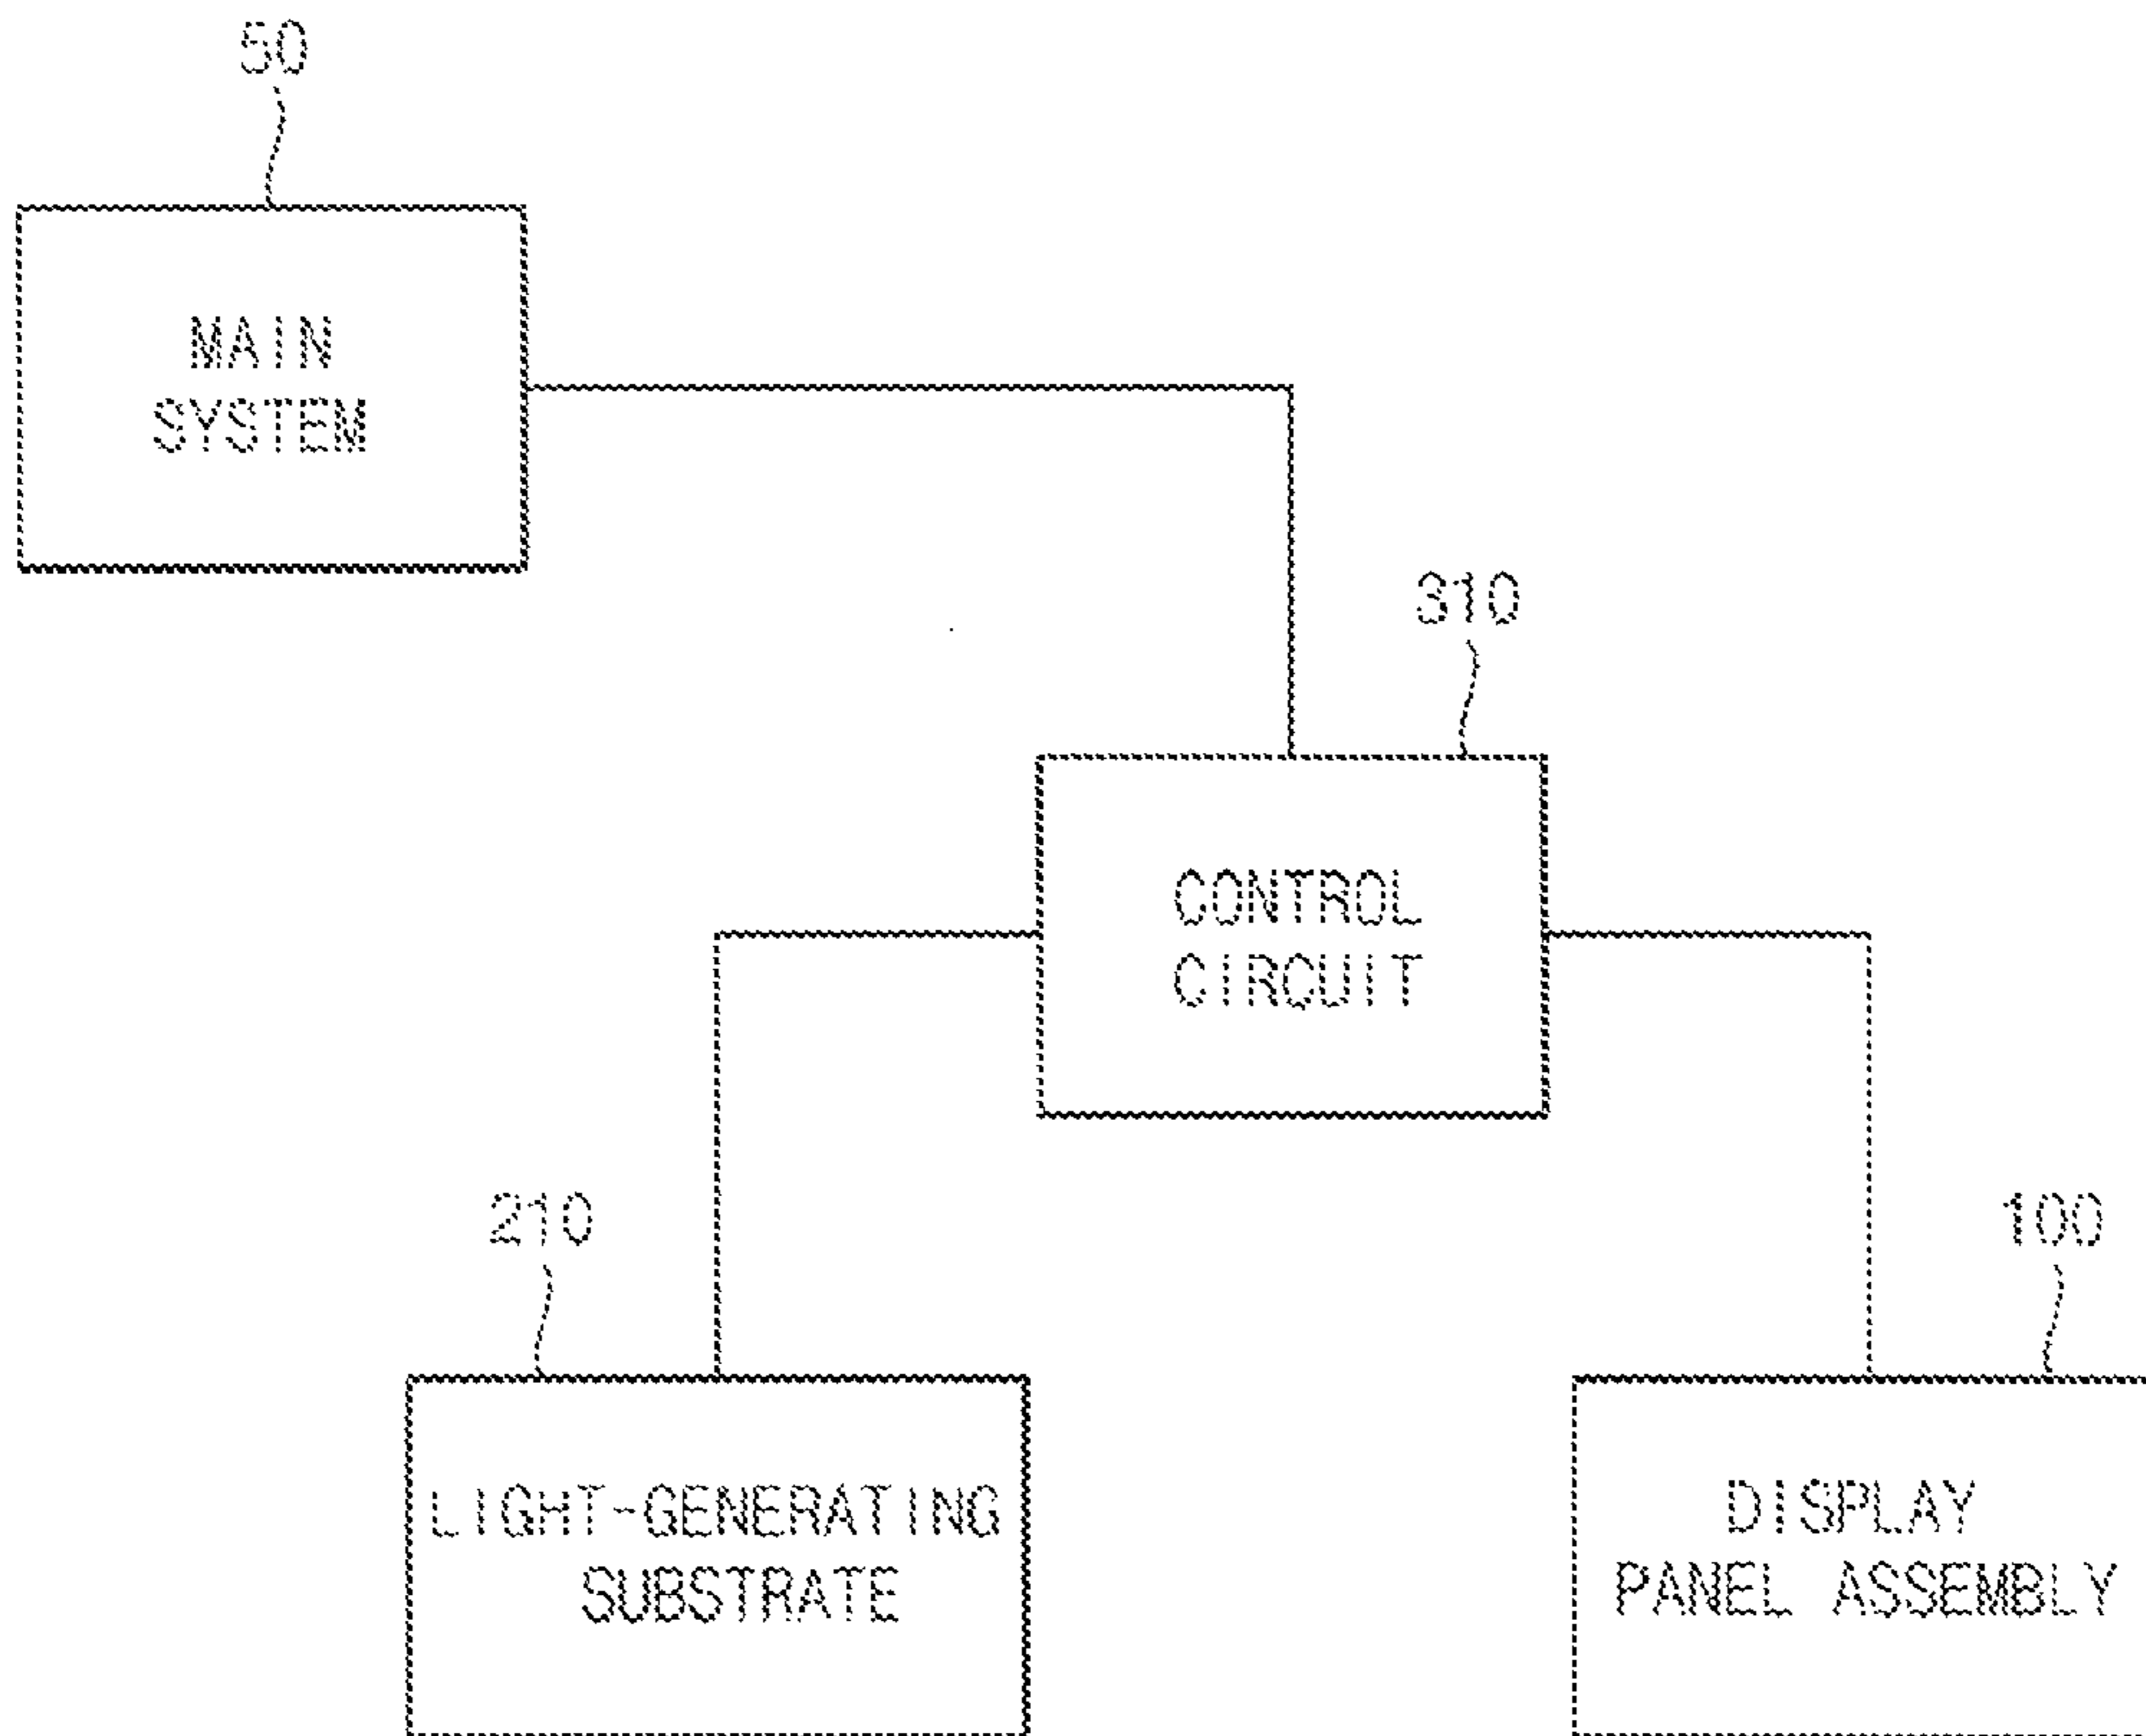 50
MAIN
SYSTEM
310
CONTROL
CIRCUIT
210
100
LIGHT-GENERATING
SUBSTRATE
DISPLAY
PANEL ASSEMBLY